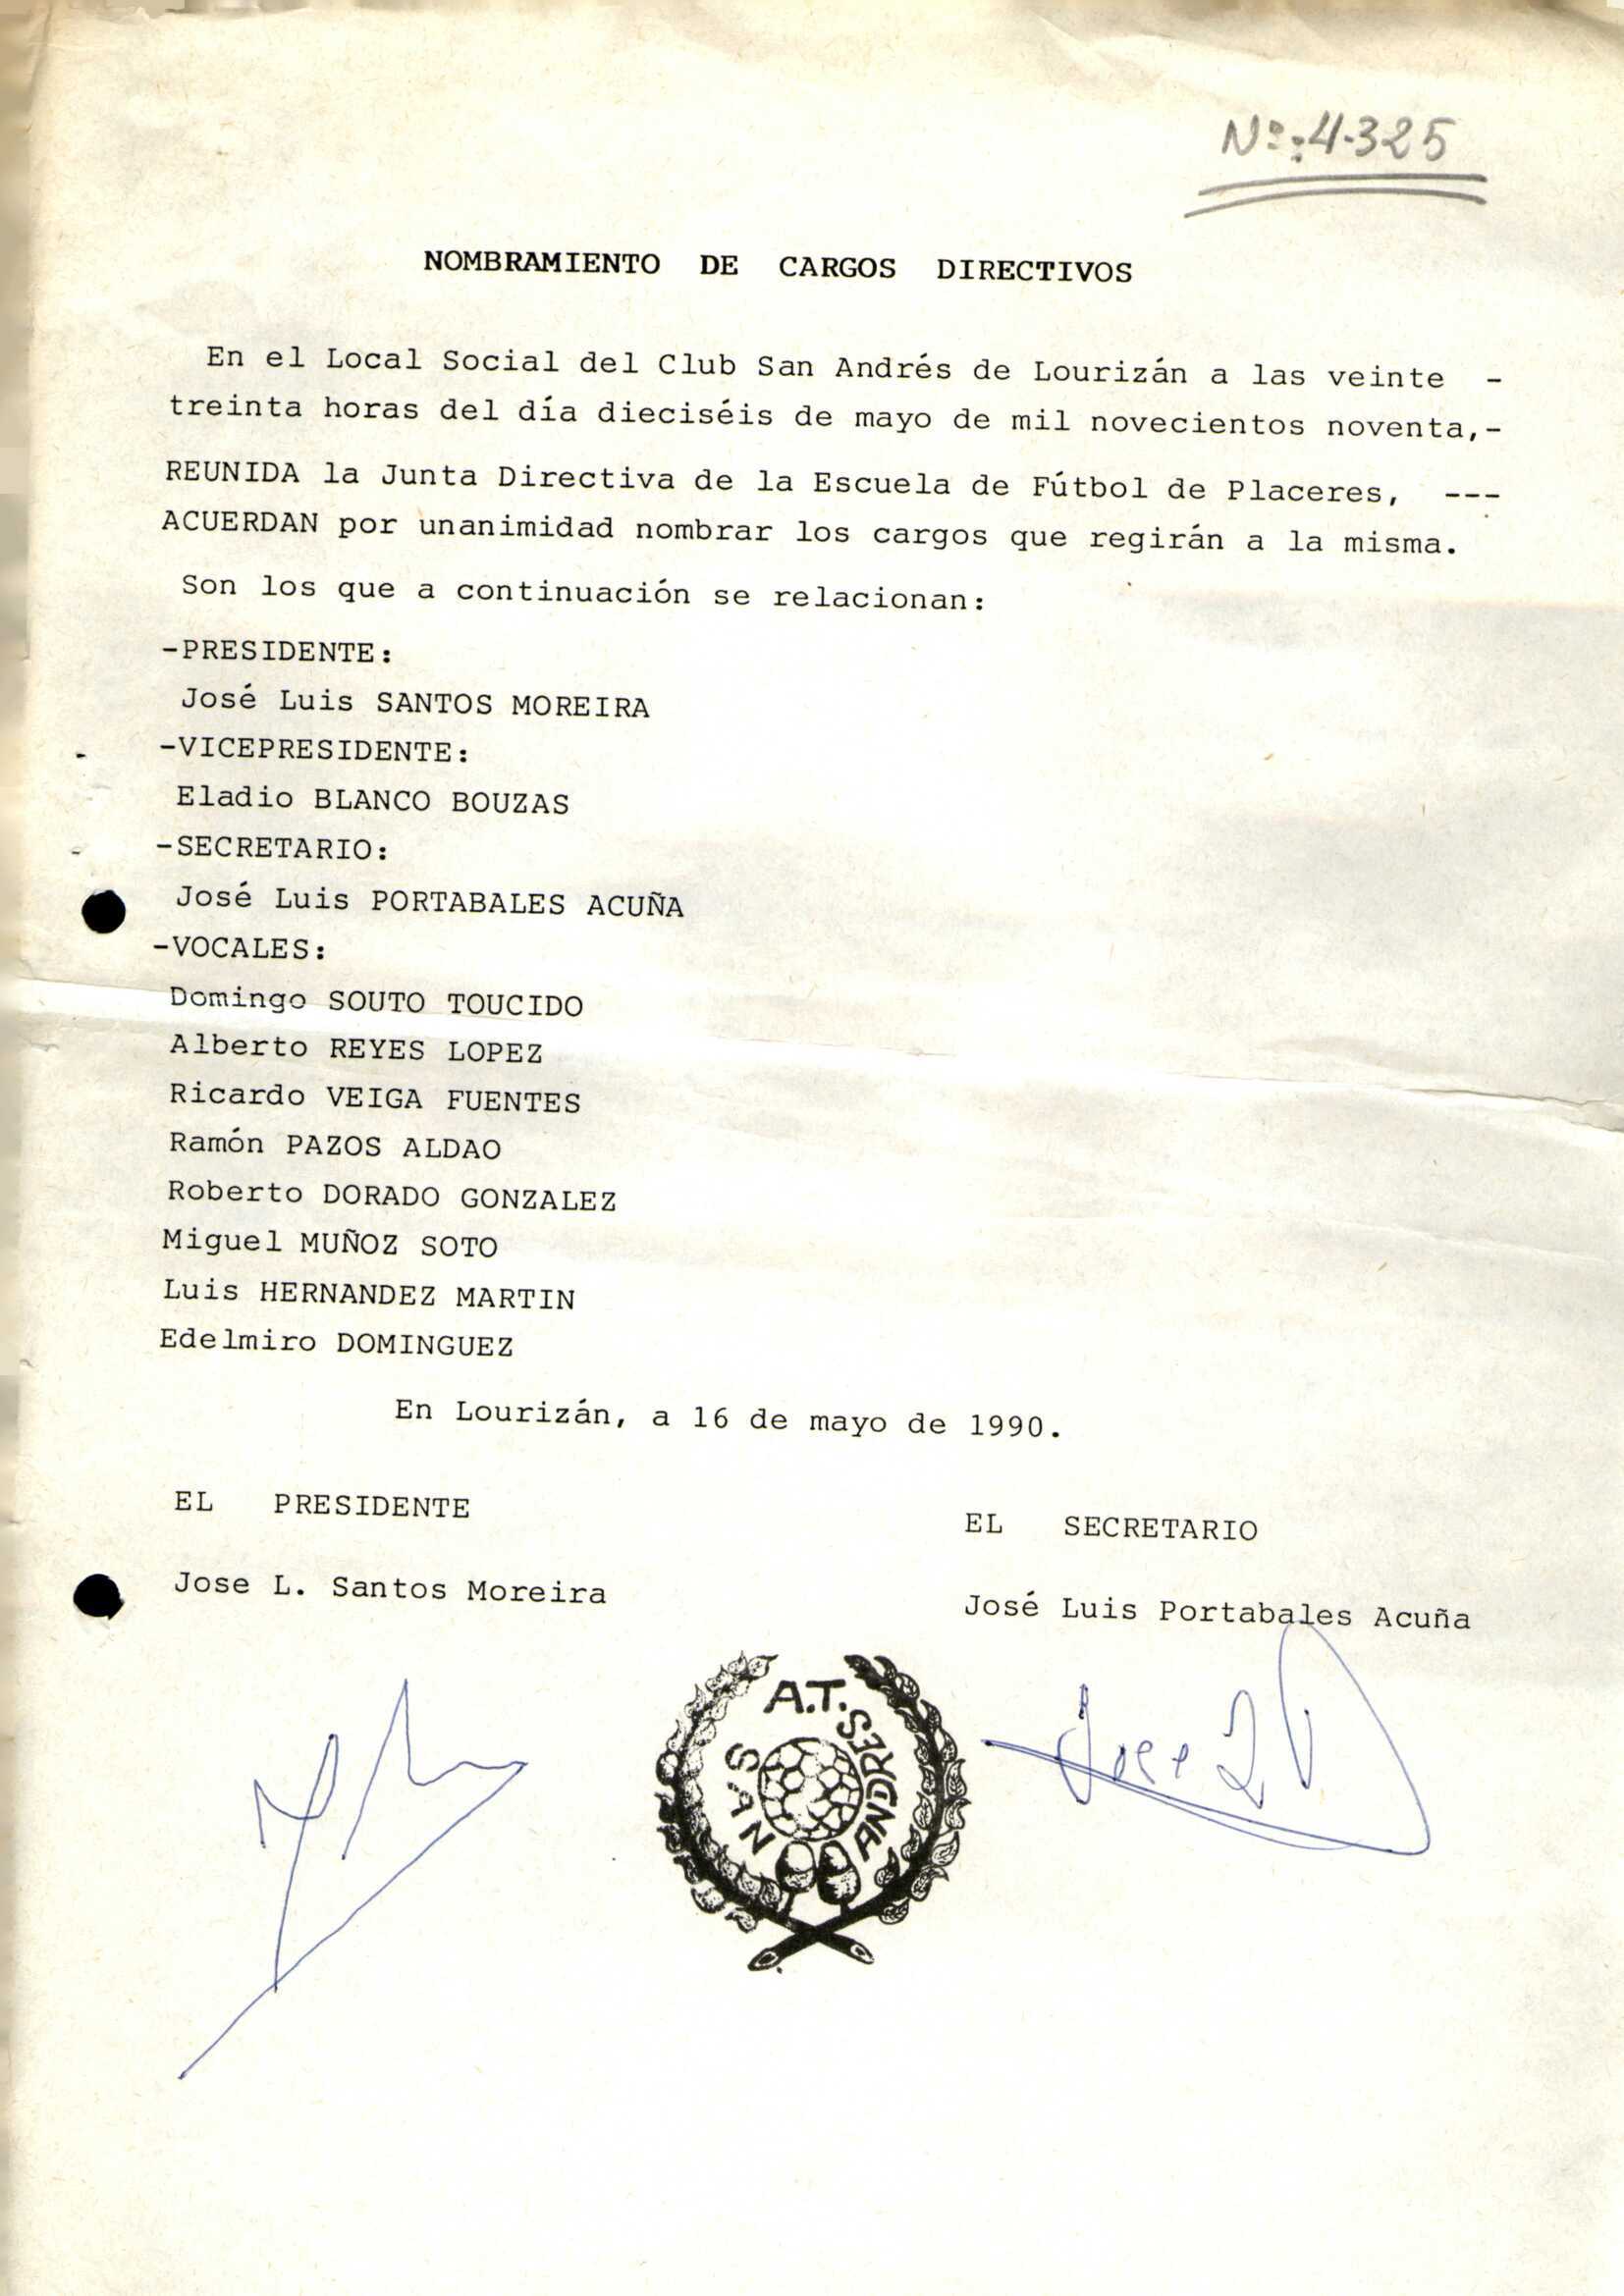 Nº:4-325
NOMBRAMIENTO DE CARGOS DIRECTIVOS
En el Local Social del Club San Andrés de Lourizán a las veinte -
treinta horas del día dieciséis de mayo de mil novecientos noventa,-
REUNIDA la Junta Directiva de la Escuela de Fútbol de Placeres, ---
ACUERDAN por unanimidad nombrar los cargos que regirán a la misma.
Son los que a continuación se relacionan:
-PRESIDENTE:
José Luis SANTOS MOREIRA
-VICEPRESIDENTE:
Eladio BLANCO BOUZAS
-SECRETARIO:
José Luis PORTABALES ACUÑA
-VOCALES:
Domingo SOUTO TOUCIDO
Alberto REYES LOPEZ
Ricardo VEIGA FUENTES
Ramón PAZOS ALDAO
Roberto DORADO GONZALEZ
Miguel MUÑOZ SOTO
Luis HERNANDEZ MARTIN
Edelmiro DOMINGUEZ
En Lourizán, a 16 de mayo de 1990.
EL PRESIDENTE
EL SECRETARIO
Jose L. Santos Moreira
José Luis Portabales Acuña
A.T.
SAN ANDRES